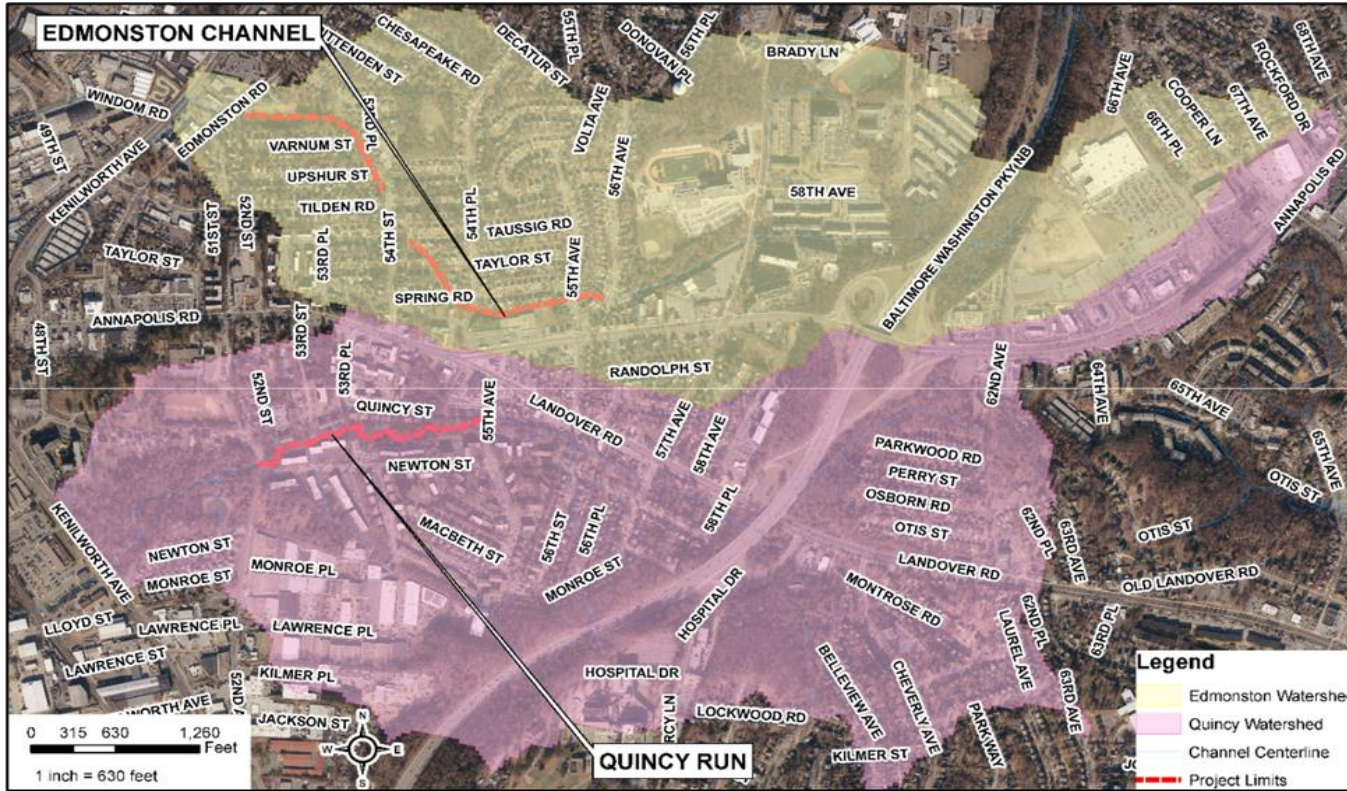 EDMONSTON CHANNEL
CHESAPEAKE RD
DECATUR ST
55TH PL
DONOVAN PL
56TH PL
BRADY LN
68TH AVE
ROCKFORD DR
67TH AVE
COOPER LN
66TH AVE
66TH PL
WINDOM RD
EDMONSTON RD
49TH ST
KENILWORTH AVE
VARNUM ST
UPSHUR ST
TILDEN RD
VOLTA AVE
56TH AVE
58TH AVE
BALTIMORE WASHINGTON PKY NB
ANNAPOLIS RD
51ST ST
52ND ST
53RD PL
54TH ST
54TH PL
TAUSSIG RD
TAYLOR ST
55TH AVE
TAYLOR ST
SPRING RD
ANNAPOLIS RD
48TH ST
53RD ST
53RD PL
52ND ST
QUINCY ST
55TH AVE
RANDOLPH ST
LANDOVER RD
57TH AVE
58TH AVE
62ND AVE
64TH AVE
65TH AVE
65TH AVE
NEWTON ST
PARKWOOD RD
PERRY ST
OSBORN RD
OTIS ST
OTIS ST
OTIS ST
58TH PL
62ND PL
63RD AVE
KENILWORTH AVE
MACBETH ST
56TH ST
56TH PL
NEWTON ST
MONROE ST
MONROE PL
MONROE ST
LANDOVER RD
OLD LANDOVER RD
LLOYD ST
LAWRENCE PL
LAWRENCE PL
LAWRENCE ST
HOSPITAL DR
MONTROSE RD
62ND PL
LAUREL AVE
63RD PL
KILMER PL
HOSPITAL DR
BELLEVIEW AVE
CHEVERLY AVE
PARKWAY
63RD AVE
JACKSON ST
LOCKWOOD RD
KILMER ST
QUINCY RUN
N
W E
S
0 315 630 1,260
Feet
1 inch = 630 feet
Legend
Edmonston Watershed
Quincy Watershed
Channel Centerline
Project Limits